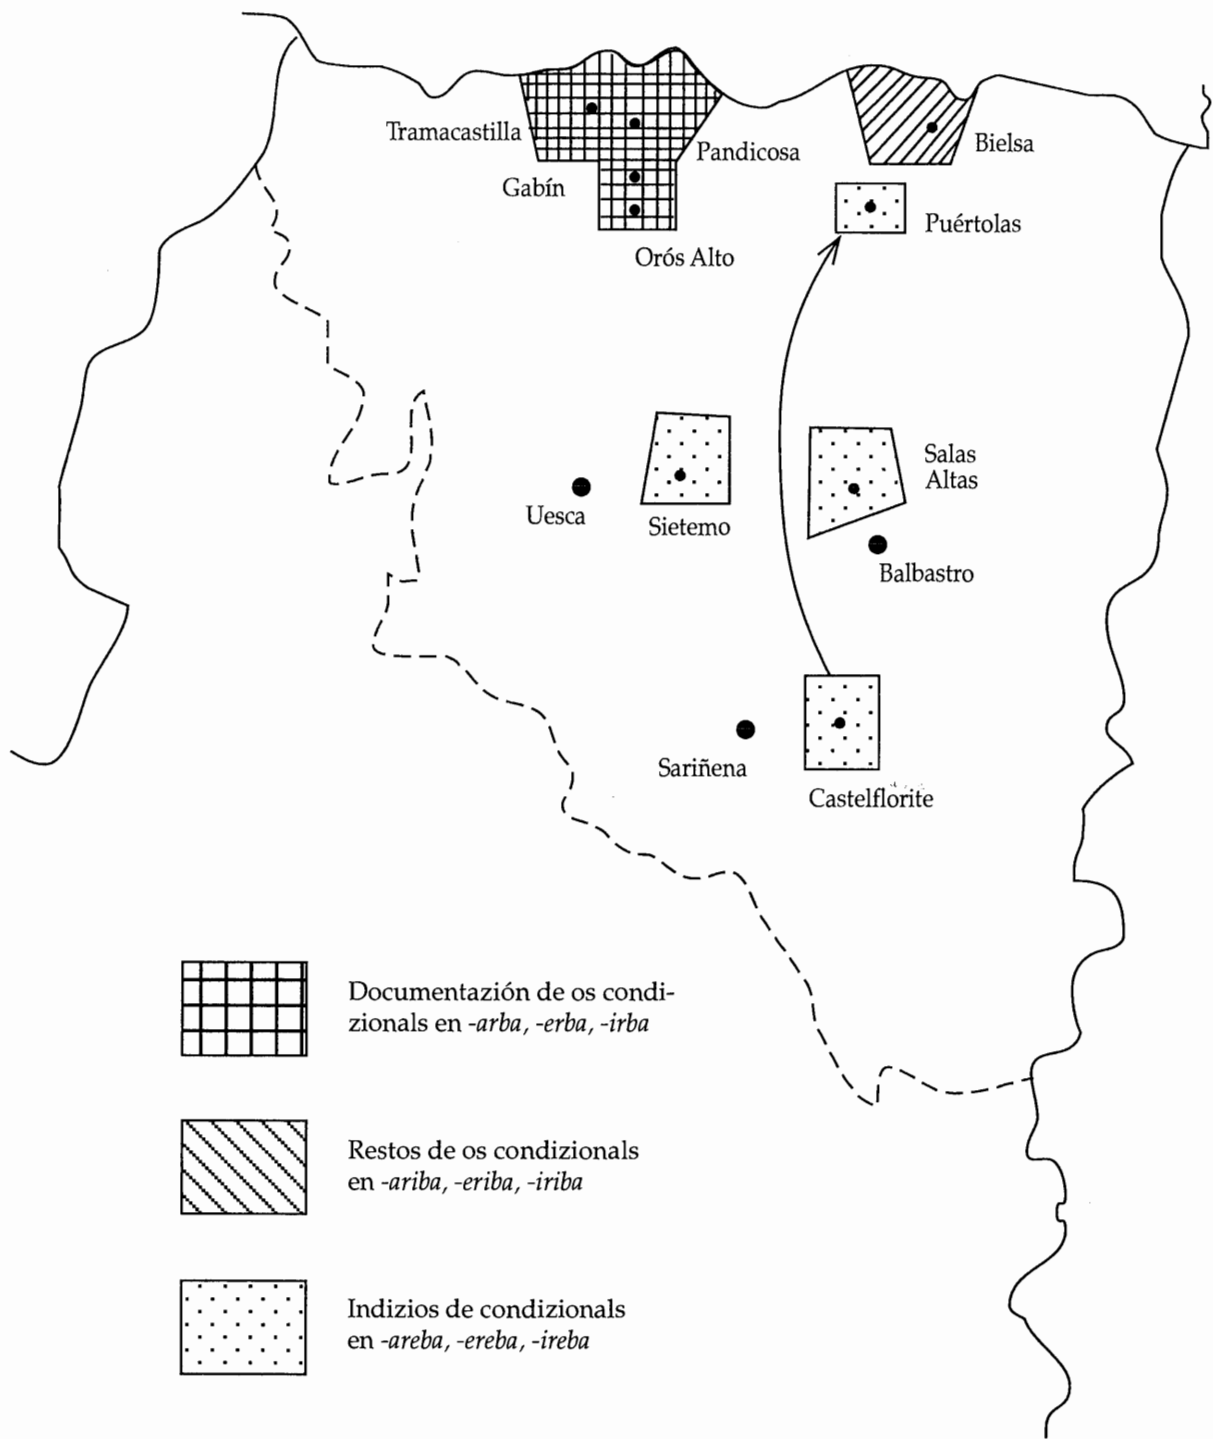 Tramacastilla
Pandicosa
Bielsa
Gabín
Puértolas
Orós Alto
Salas
Altas
Uesca
Sietemo
Balbastro
Sariñena
Castelflorite
Documentazión de os condi-
zionals en -arba, -erba, -irba
Restos de os condizionals
en -ariba, -eriba, -iriba
Indizios de condizionals
en -areba, -ereba, -ireba